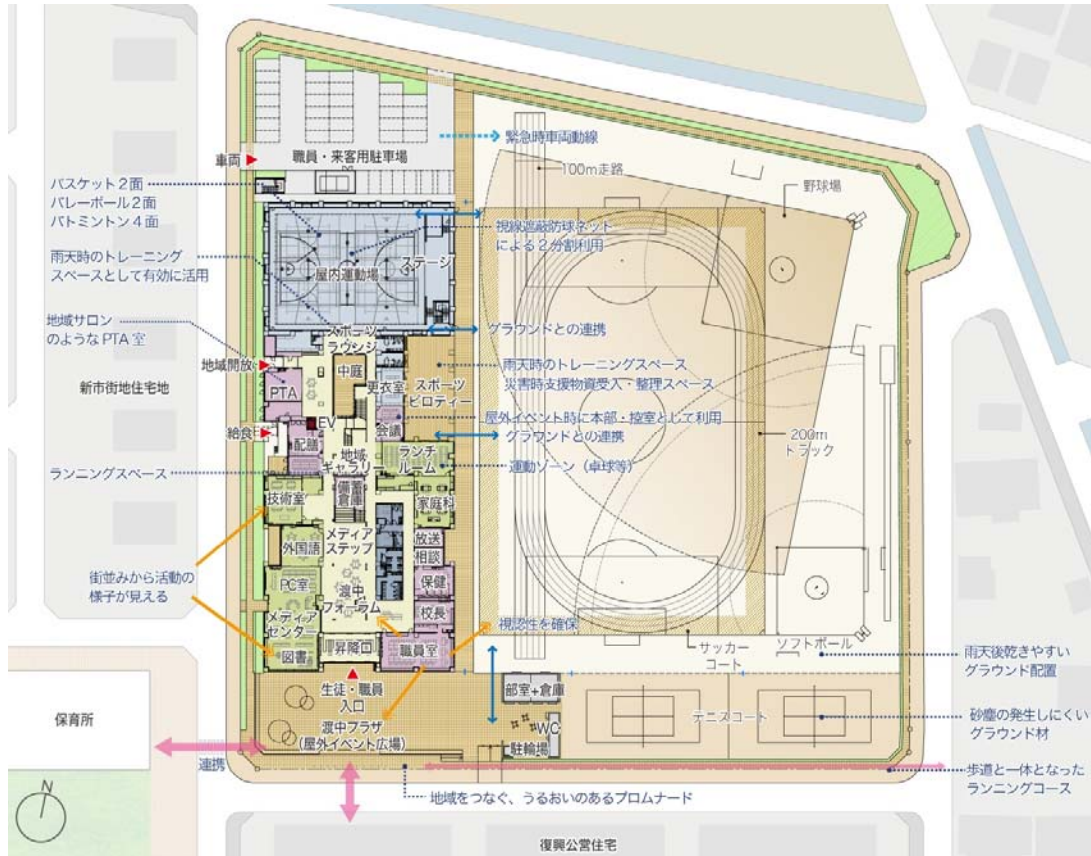 緊急時車両動線
車両
職員・来客用駐車場
100m走路
野球場
バスケット2面
バレーボール2面
バトミントン4面
視線遮蔽防球ネット
による2分割利用
ステージ
屋内運動場
雨天時のトレーニング
スペースとして有効に活用
地域サロン
のようなPTA室
スポーツ
ラウンジ
グラウンドとの連携
地域開放
中庭
更衣室
スポーツ
ピロティー
雨天時のトレーニングスペース
災害時支援物資受入・整理スペース
新市街地住宅地
PTA
屋外イベント時に本部・控室として利用
EV
会議
給食
配膳
グラウンドとの連携
200m
トラック
地域
ギャラリー
ランチ
ルーム
運動ゾーン（卓球等）
ランニングスペース
備蓄
倉庫
技術室
家庭科
メディア
ステップ
放送
外国語
相談
街並みから活動の
様子が見える
PC室
渡中
フォーラム
保健
メディア
センター
校長
視認性を確保
図書
昇降口
職員室
サッカー
コート
ソフトボール
雨天後乾きやすい
グラウンド配置
生徒・職員
入口
部室+倉庫
保育所
渡中プラザ
（屋外イベント広場）
WC
駐輪場
テニスコート
砂塵の発生しにくい
グラウンド材
連携
歩道と一体となった
ランニングコース
地域をつなぐ、うるおいのあるプロムナード
N
復興公営住宅